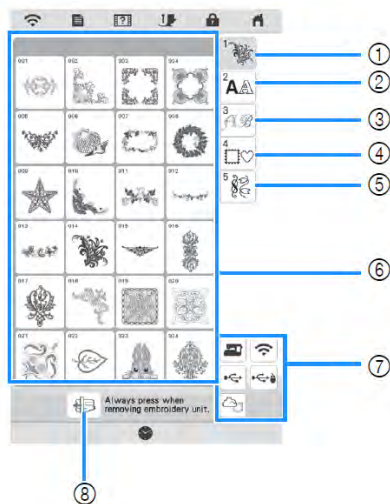 001 002 003 004
005 006 007 008
009 010 011 012
013 014 015 016
017 018 019 020
021 022 023 024
1
2 AA
3 AB
4
5
Always press when
removing embroidery unit.
①
②
③
④
⑤
⑥
⑦
⑧